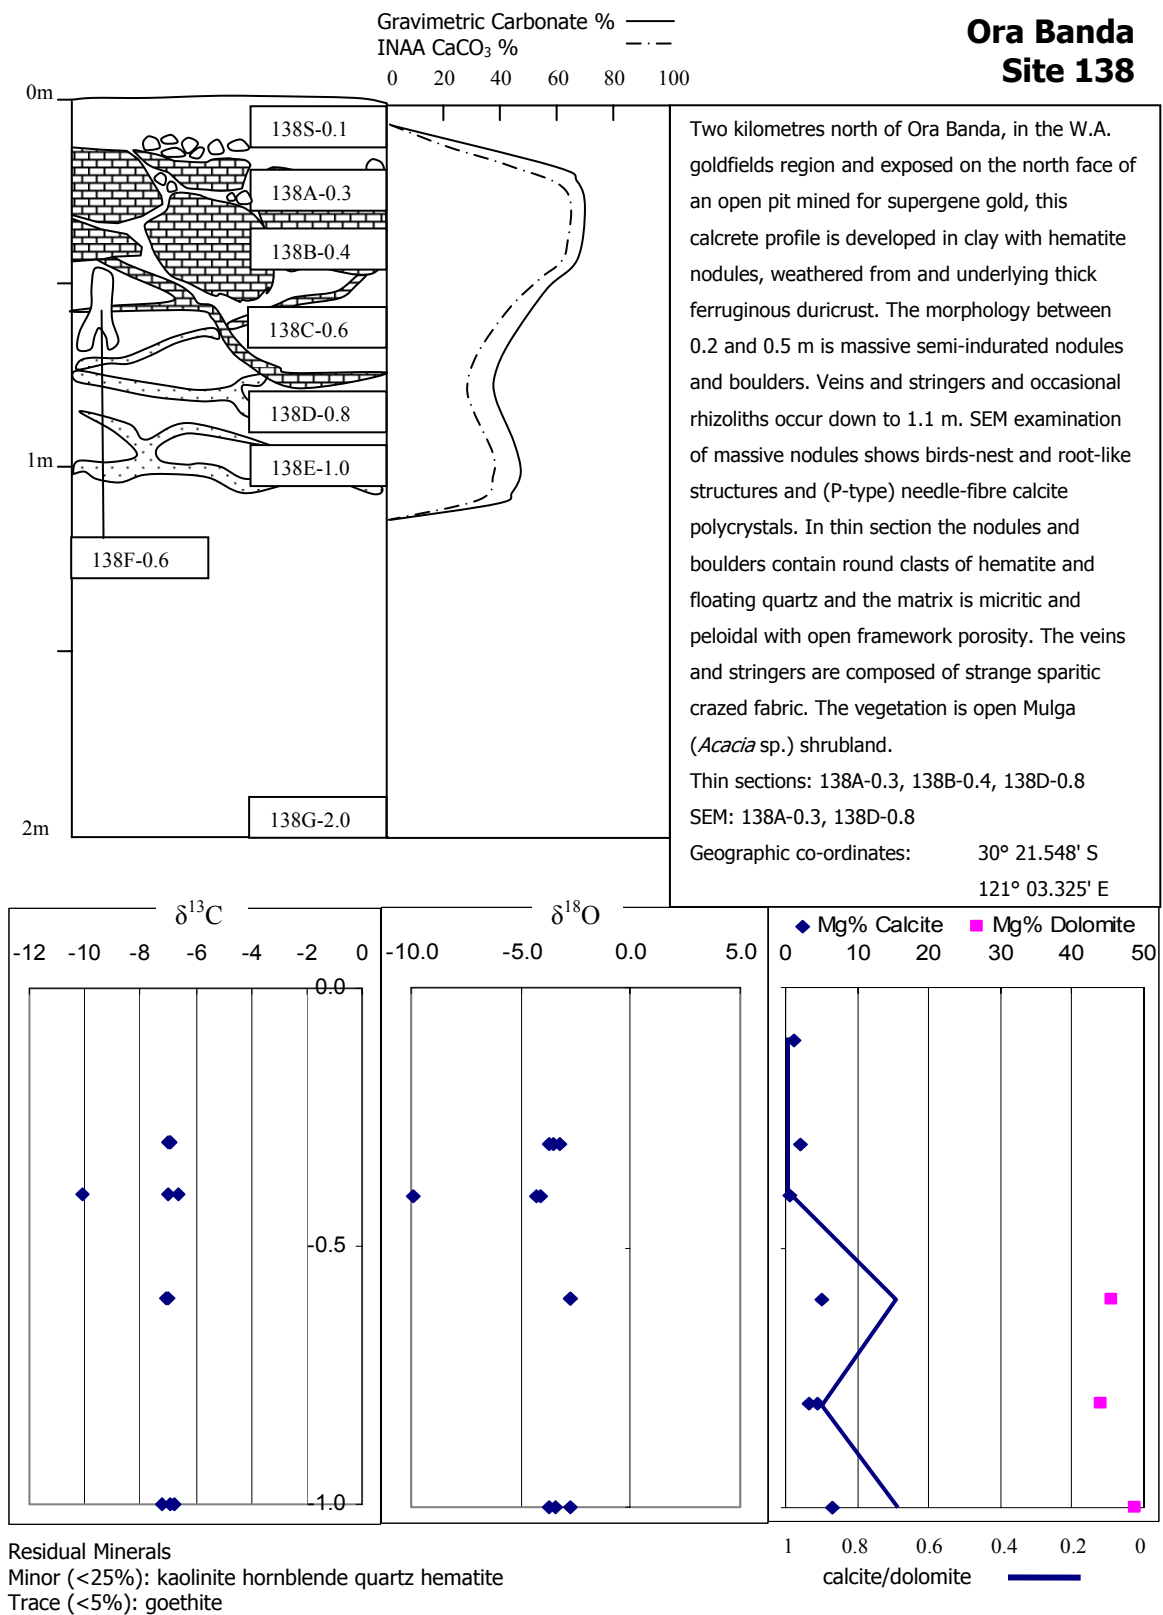 Gravimetric Carbonate %
INAA CaCO₃ %
Ora Banda
Site 138
0 20 40 60 80 100
0m
1m
2m
138S-0.1
138A-0.3
138B-0.4
138C-0.6
138D-0.8
138E-1.0
138F-0.6
138G-2.0
Two kilometres north of Ora Banda, in the W.A.
goldfields region and exposed on the north face of
an open pit mined for supergene gold, this
calcrete profile is developed in clay with hematite
nodules, weathered from and underlying thick
ferruginous duricrust. The morphology between
0.2 and 0.5 m is massive semi-indurated nodules
and boulders. Veins and stringers and occasional
rhizoliths occur down to 1.1 m. SEM examination
of massive nodules shows birds-nest and root-like
structures and (P-type) needle-fibre calcite
polycrystals. In thin section the nodules and
boulders contain round clasts of hematite and
floating quartz and the matrix is micritic and
peloidal with open framework porosity. The veins
and stringers are composed of strange sparitic
crazed fabric. The vegetation is open Mulga
(Acacia sp.) shrubland.
Thin sections: 138A-0.3, 138B-0.4, 138D-0.8
SEM: 138A-0.3, 138D-0.8
Geographic co-ordinates: 30° 21.548' S
121° 03.325' E
δ¹³C
-12 -10 -8 -6 -4 -2 0
0.0
-0.5
-1.0
δ¹⁸O
-10.0 -5.0 0.0 5.0
Mg% Calcite Mg% Dolomite
0 10 20 30 40 50
1 0.8 0.6 0.4 0.2 0
calcite/dolomite
Residual Minerals
Minor (<25%): kaolinite hornblende quartz hematite
Trace (<5%): goethite